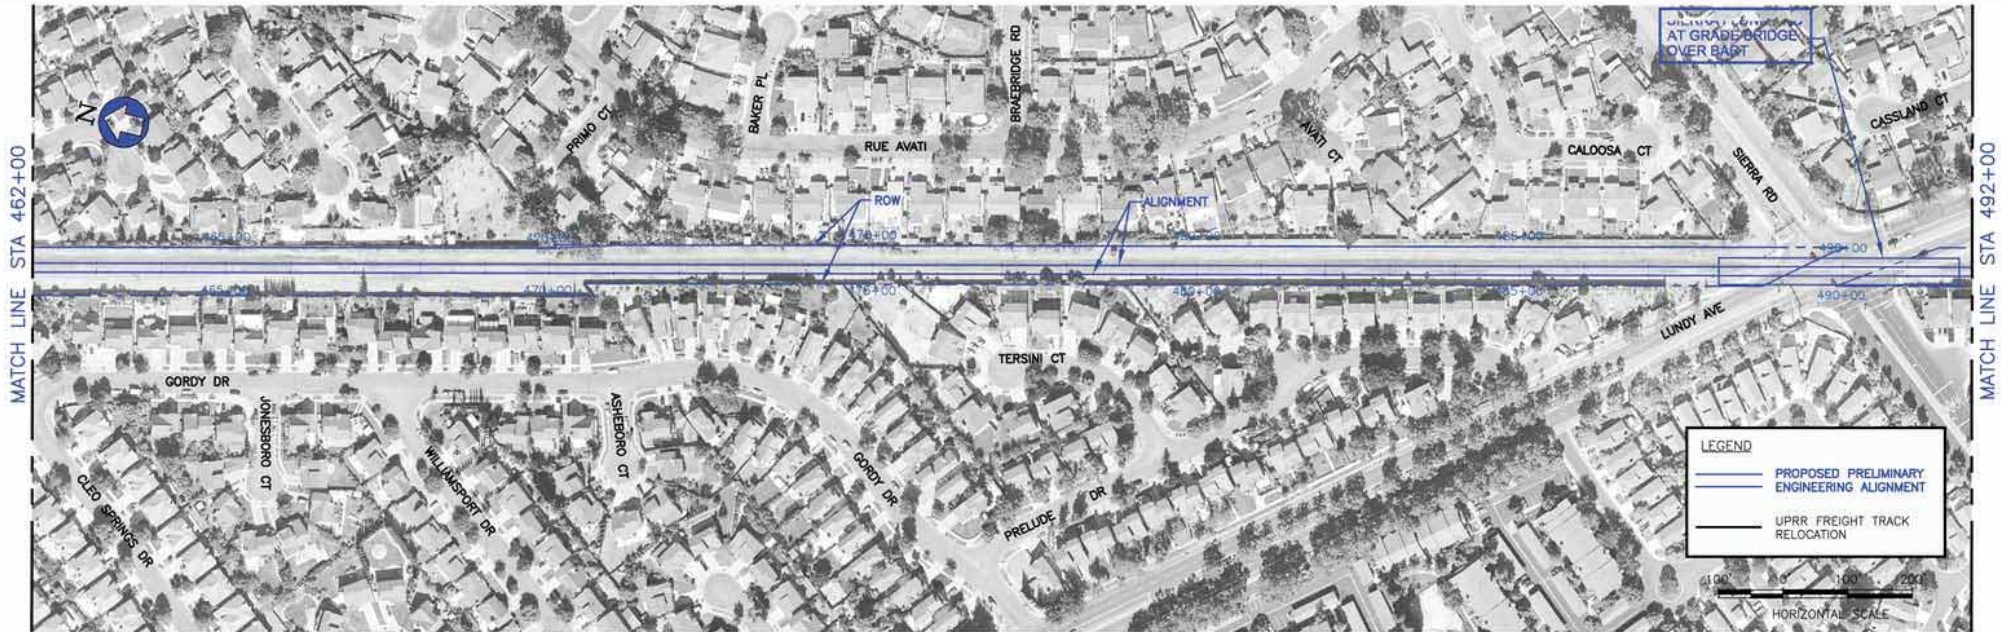 SIERRA / LUNDY RD
AT GRADE BRIDGE
OVER BART
N
MATCH LINE STA 462+00
PRIMO CT
BAKER PL
RUE AVATI
BRAEBRIDGE RD
AVATI CT
CALOOSA CT
SIERRA RD
CASSLAND CT
MATCH LINE STA 492+00
ROW
ALIGNMENT
465+00
480+00
485+00
490+00
465+00
470+00
475+00
480+00
485+00
490+00
LUNDY AVE
TERSINI CT
GORDY DR
JONESBORO CT
WILLIAMSPORT DR
ASHEBORO CT
GORDY DR
CLEO SPRINGS DR
PRELUDE DR
LEGEND
PROPOSED PRELIMINARY
ENGINEERING ALIGNMENT
UPRR FREIGHT TRACK
RELOCATION
100' 0' 100' 200'
HORIZONTAL SCALE